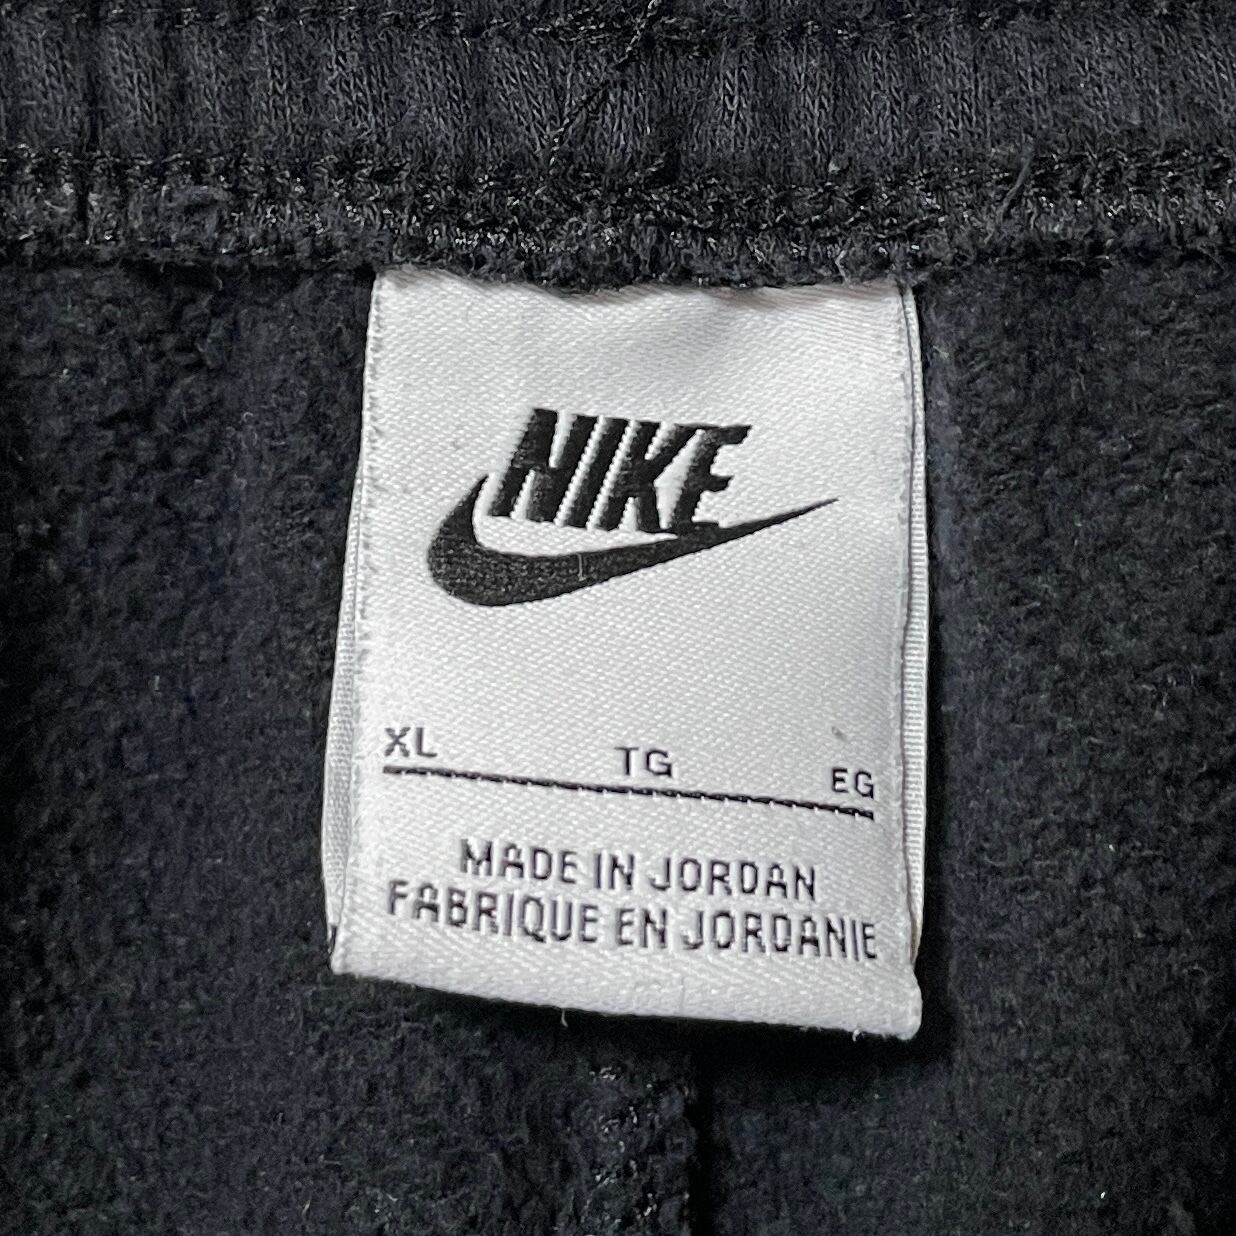 NIKE
XL TG EG
MADE IN JORDAN
FABRIQUE EN JORDANIE